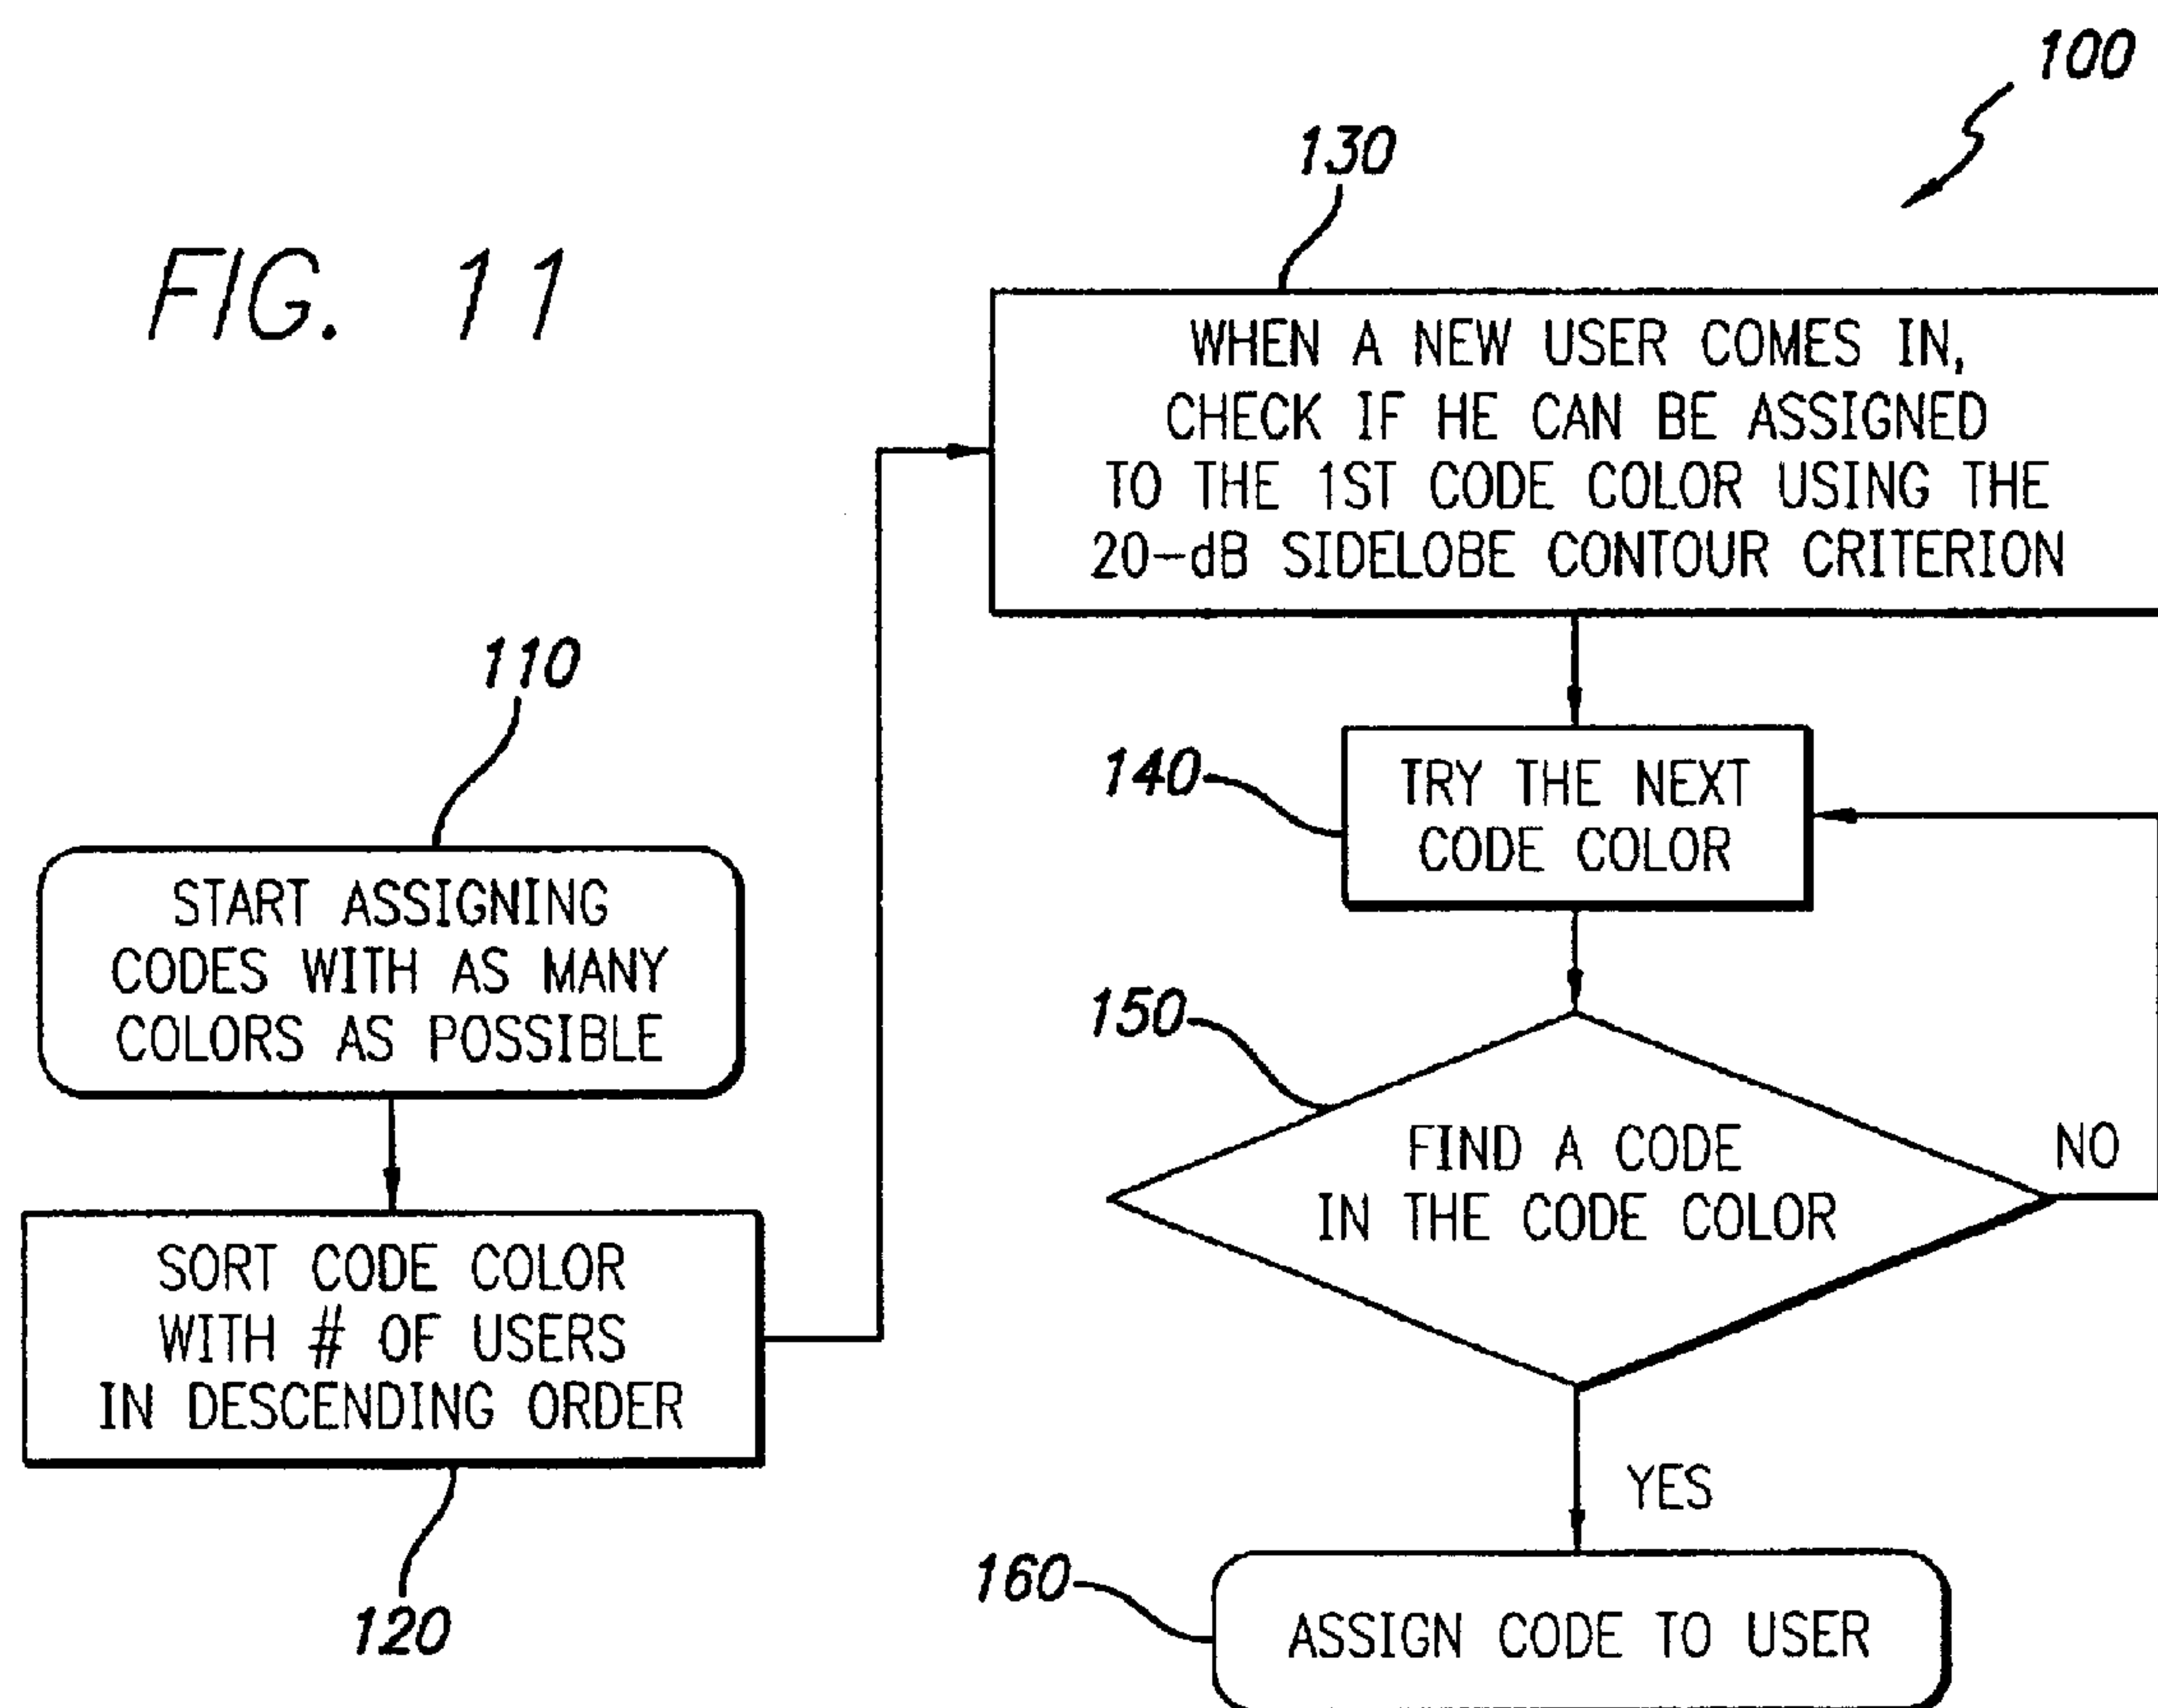 FIG. 11
100
110
START ASSIGNING
CODES WITH AS MANY
COLORS AS POSSIBLE
SORT CODE COLOR
WITH # OF USERS
IN DESCENDING ORDER
120
130
WHEN A NEW USER COMES IN,
CHECK IF HE CAN BE ASSIGNED
TO THE 1ST CODE COLOR USING THE
20-dB SIDELOBE CONTOUR CRITERION
140
TRY THE NEXT
CODE COLOR
150
FIND A CODE
IN THE CODE COLOR
NO
YES
160
ASSIGN CODE TO USER